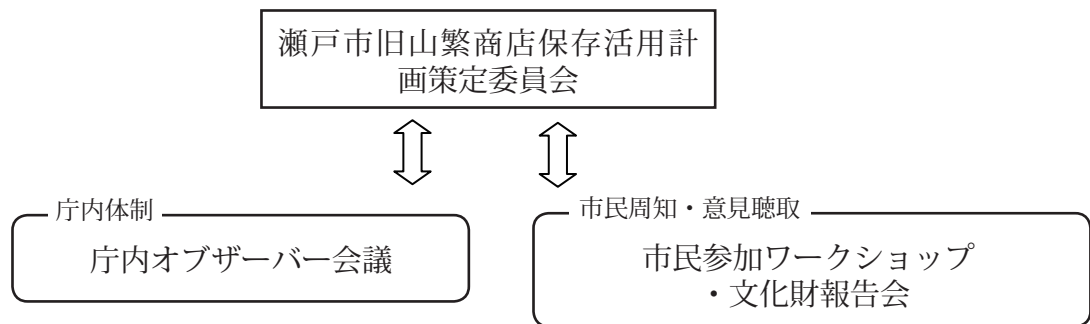 瀬戸市旧山繁商店保存活用計
画策定委員会
庁内体制
庁内オブザーバー会議
市民周知・意見聴取
市民参加ワークショップ
・文化財報告会